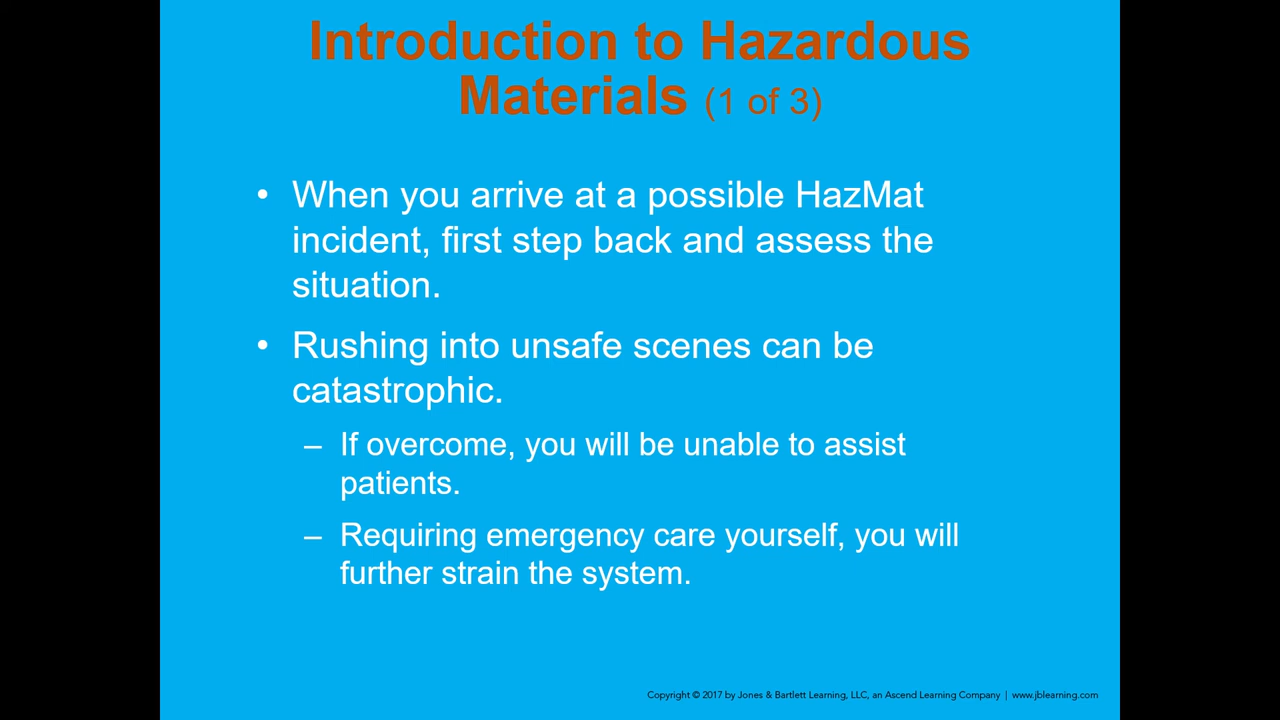 Introduction to Hazardous
Materials (1 of 3)
• When you arrive at a possible HazMat
incident, first step back and assess the
situation.
• Rushing into unsafe scenes can be
catastrophic.
– If overcome, you will be unable to assist
patients.
– Requiring emergency care yourself, you will
further strain the system.
Copyright © 2017 by Jones & Bartlett Learning, LLC, an Ascend Learning Company | www.jblearning.com